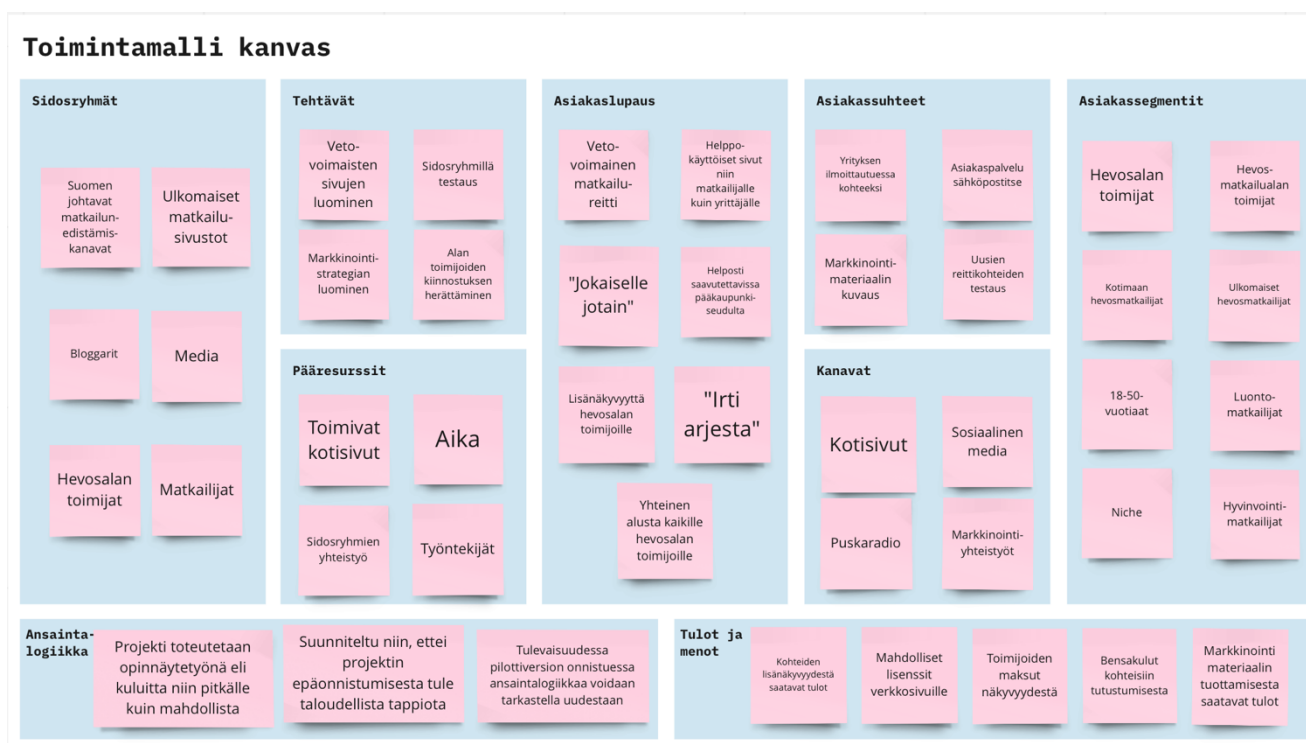 Toimintamalli kanvas
Sidosryhmät
Suomen
johtavat
matkailun-
edistämis-
kanavat
Ulkomaiset
matkailu-
sivustot
Bloggarit
Media
Hevosalan
toimijat
Matkailijat
Tehtävät
Veto-
voimaisten
sivujen
luominen
Sidosryhmillä
testaus
Markkinointi-
strategian
luominen
Alan
toimijoiden
kiinnostuksen
herättäminen
Pääresurssit
Toimivat
kotisivut
Aika
Sidosryhmien
yhteistyö
Työntekijät
Asiakaslupaus
Veto-
voimainen
matkailu-
reitti
Helppo-
käyttöiset sivut
niin
matkailijalle
kuin yrittäjälle
"Jokaiselle
jotain"
Helposti
saavutettavissa
pääkaupunki-
seudulta
Lisänäkyvyyttä
hevosalan
toimijoille
"Irti
arjesta"
Yhteinen
alusta kaikille
hevosalan
toimijoille
Asiakassuhteet
Yrityksen
ilmoittautuessa
kohteeksi
Asiakaspalvelu
sähköpostitse
Markkinointi-
materiaalin
kuvaus
Uusien
reittikohteiden
testaus
Kanavat
Kotisivut
Sosiaalinen
media
Puskaradio
Markkinointi-
yhteistyöt
Asiakassegmentit
Hevosalan
toimijat
Hevos-
matkailualan
toimijat
Kotimaan
hevosmatkailijat
Ulkomaiset
hevosmatkailijat
18-50-
vuotiaat
Luonto-
matkailijat
Niche
Hyvinvointi-
matkailijat
Ansainta-
logiikka
Projekti toteutetaan
opinnäytetyönä eli
kuluitta niin pitkälle
kuin mahdollista
Suunniteltu niin, ettei
projektin
epäonnistumisesta tule
taloudellista tappiota
Tulevaisuudessa
pilottiversion onnistuessa
ansaintalogiikkaa voidaan
tarkastella uudestaan
Tulot ja
menot
Kohteiden
lisänäkyvyydestä
saatavat tulot
Mahdolliset
lisenssit
verkkosivuille
Toimijoiden
maksut
näkyvyydestä
Bensakulut
kohteisiin
tutustumisesta
Markkinointi
materiaalin
tuottamisesta
saatavat tulot